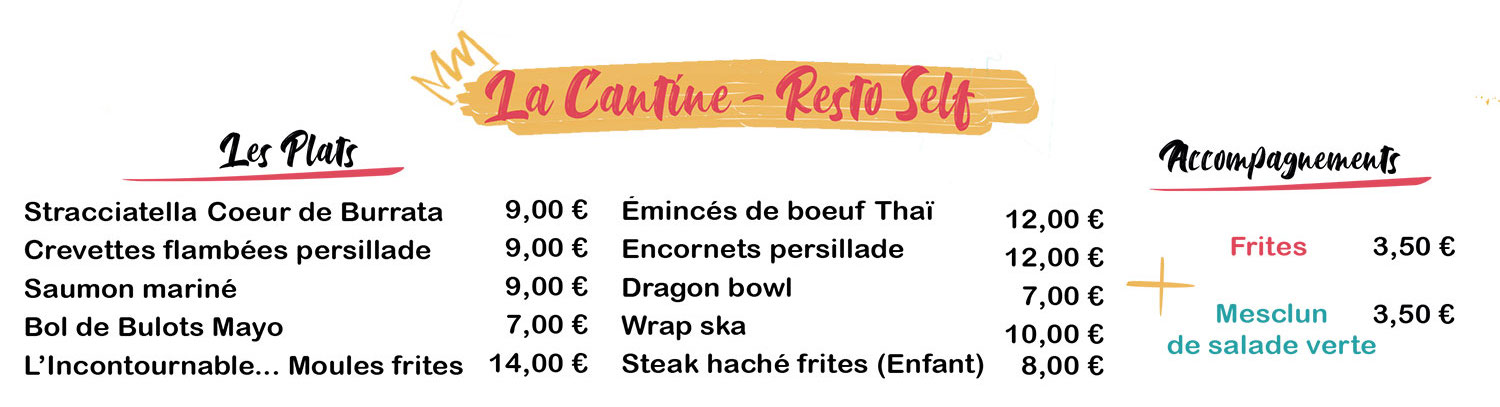 La Cantine - Resto Self
Les Plats
Stracciatella Coeur de Burrata 9,00 €
Crevettes flambées persillade 9,00 €
Saumon mariné 9,00 €
Bol de Bulots Mayo 7,00 €
L’Incontournable... Moules frites 14,00 €
Émincés de boeuf Thaï 12,00 €
Encornets persillade 12,00 €
Dragon bowl 7,00 €
Wrap ska 10,00 €
Steak haché frites (Enfant) 8,00 €
+
Accompagnements
Frites 3,50 €
Mesclun 3,50 €
de salade verte